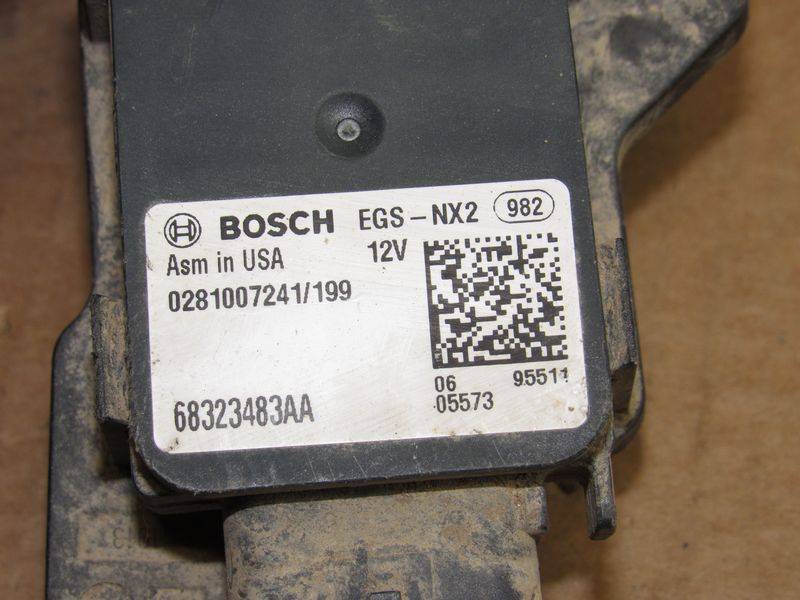 BOSCH EGS-NX2 982
Asm in USA 12V
0281007241/199
06 95511
05573
68323483AA